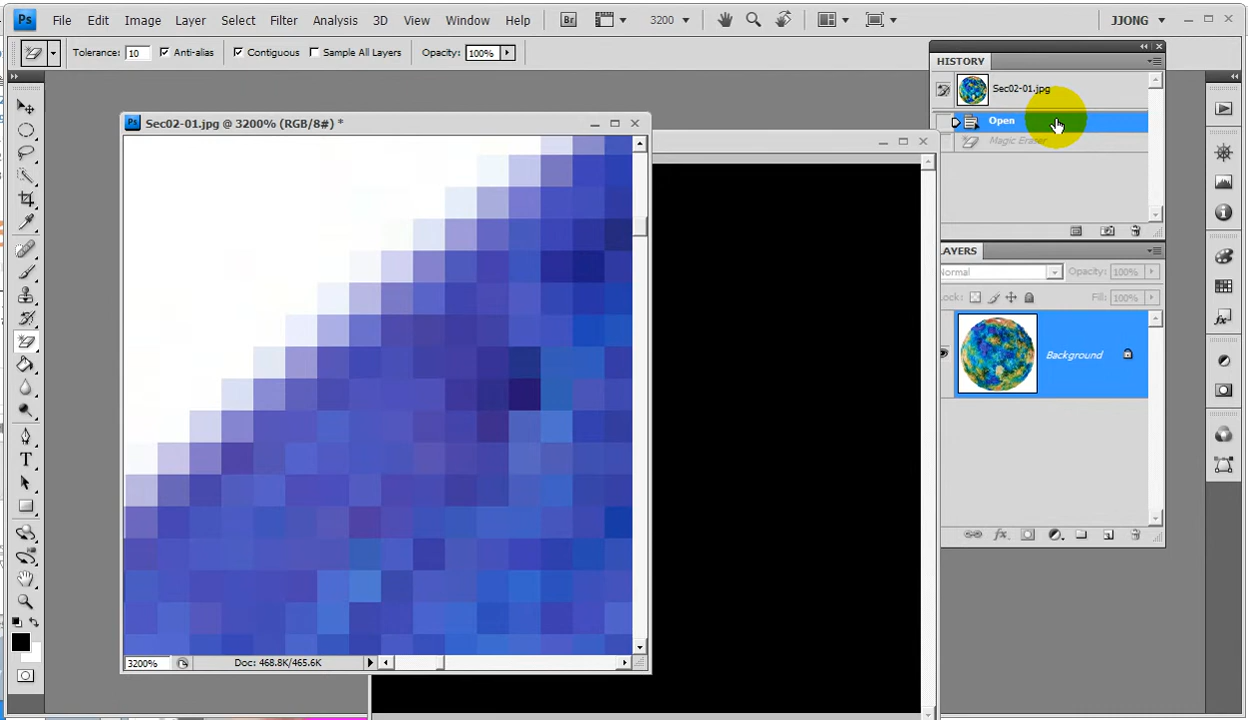 Ps File Edit Image Layer Select Filter Analysis 3D View Window Help Br 3200 JJONG
Tolerance: 10 Anti-alias Contiguous Sample All Layers Opacity: 100%
HISTORY
Sec02-01.jpg
Open
Magic Eraser
Ps Sec02-01.jpg @ 3200% (RGB/8#) *
LAYERS
Normal Opacity: 100%
Lock: Fill: 100%
Background
T
fx
3200% Doc: 468.8K/465.6K